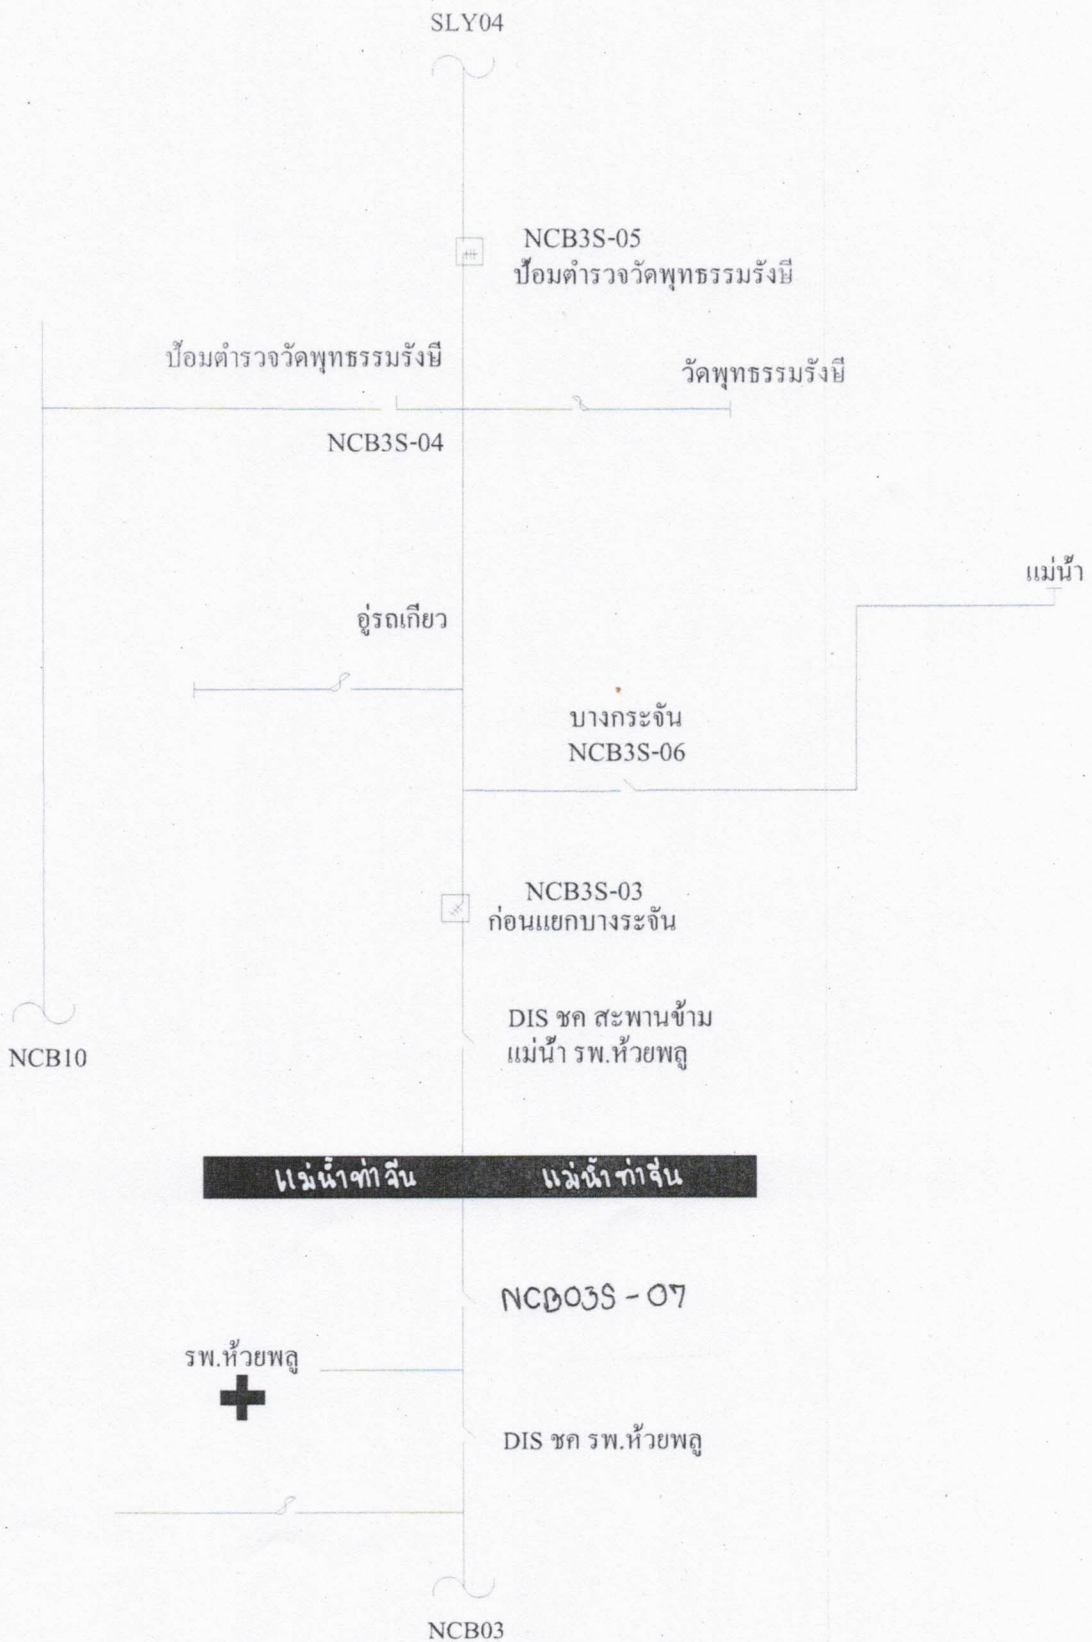 SLY04
NCB3S-05
ป้อมตำรวจวัดพุทธรรมรังษี
ป้อมตำรวจวัดพุทธรรมรังษี
วัดพุทธรรมรังษี
NCB3S-04
แม่น้ำ
อู่รถเกียว
บางกระจัน
NCB3S-06
NCB3S-03
ก่อนแยกบางระจัน
DIS ชค สะพานข้าม
แม่น้ำ รพ.ห้วยพลู
NCB10
แม่น้ำท่าจีน แม่น้ำท่าจีน
NCB03S-07
รพ.ห้วยพลู
DIS ชค รพ.ห้วยพลู
NCB03